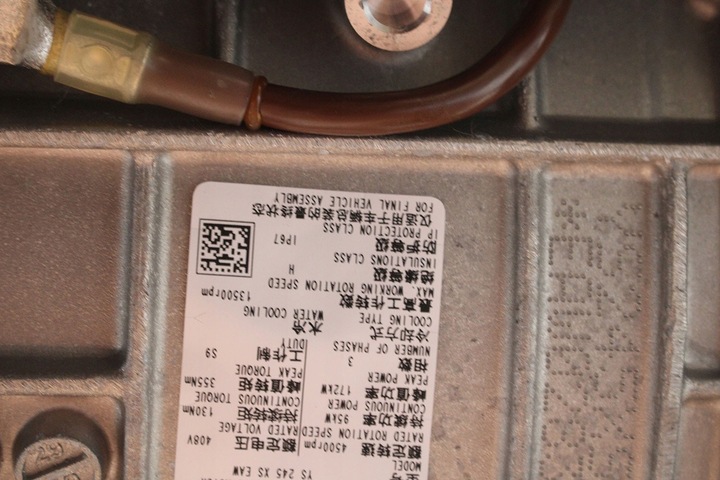 MODEL YS 245 XS EAW
额定转速 4500rpm 额定电压 408V
RATED ROTATION SPEED RATED VOLTAGE
持续功率 95kW 持续转矩 130Nm
CONTINUOUS POWER CONTINUOUS TORQUE
峰值功率 172kW 峰值转矩 355Nm
PEAK POWER PEAK TORQUE
相数 3 工作制 S9
NUMBER OF PHASES DUTY
冷却方式 水冷
COOLING TYPE WATER COOLING
最高工作转数 13500rpm
MAX. WORKING ROTATION SPEED
绝缘等级 H
INSULATIONS CLASS
防护等级 IP67
IP PROTECTION CLASS
仅适用于车辆总装的最终状态
FOR FINAL VEHICLE ASSEMBLY